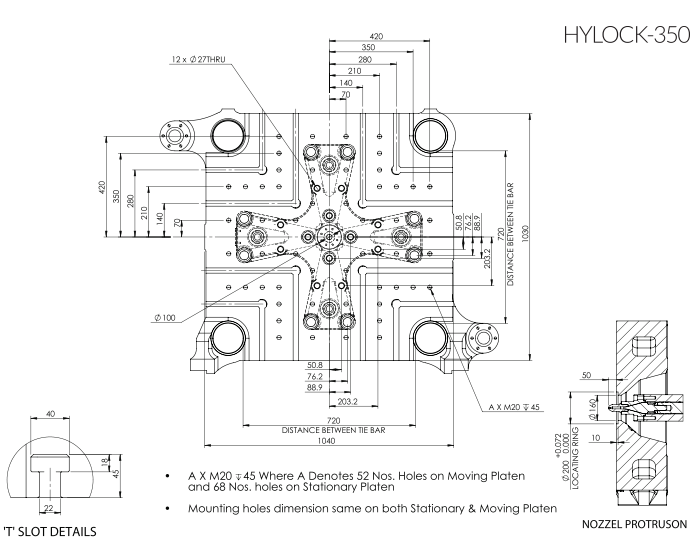 HYLOCK-350
420
350
280
210
140
70
12 x Ø 27THRU
420
350
280
210
140
70
50.8
76.2
88.9
203.2
720
DISTANCE BETWEEN TIE BAR
1030
Ø 100
50.8
76.2
88.9
203.2
720
DISTANCE BETWEEN TIE BAR
1040
A X M20 ↧ 45
50
Ø 160
10
+0.072
Ø 200 0.000
LOCATING RING
NOZZEL PROTRUSON
40
18
45
22
'T' SLOT DETAILS
• A X M20 ↧ 45 Where A Denotes 52 Nos. Holes on Moving Platen
and 68 Nos. holes on Stationary Platen
• Mounting holes dimension same on both Stationary & Moving Platen